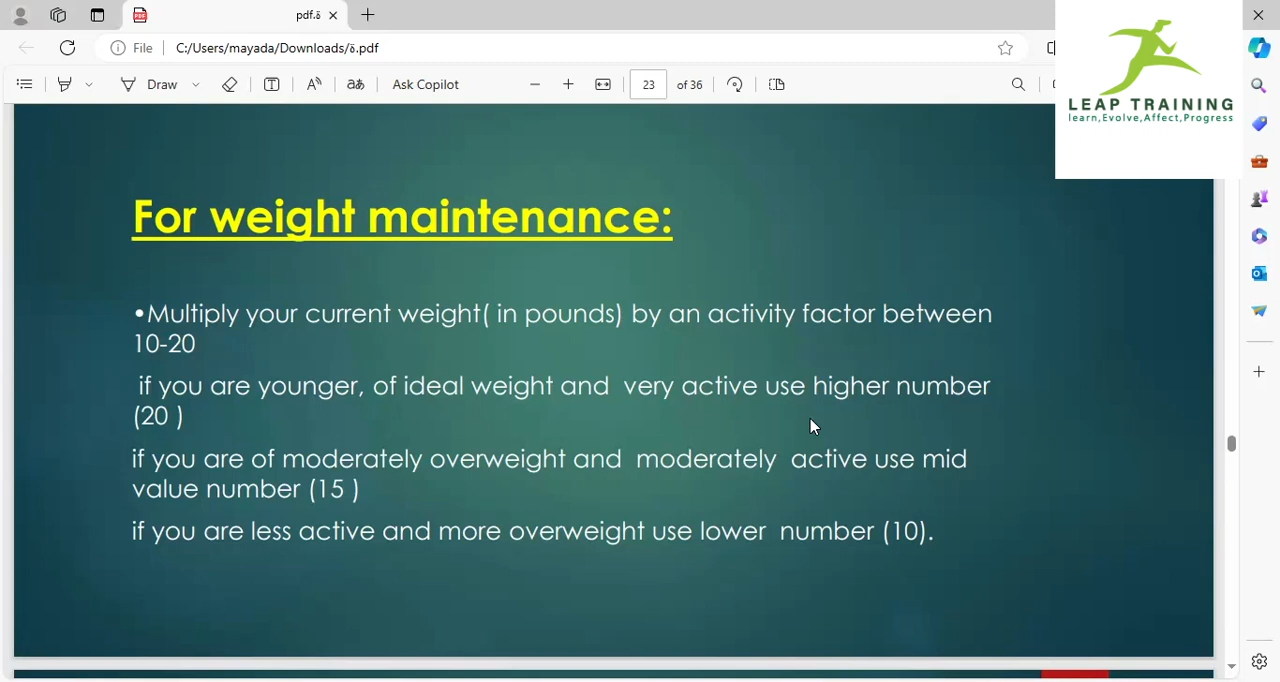 pdf.ة
File
C:/Users/mayada/Downloads/ة.pdf
Draw
aあ
Ask Copilot
23 of 36
LEAP TRAINING
learn,Evolve,Affect,Progress
For weight maintenance:
•Multiply your current weight( in pounds) by an activity factor between
10-20
if you are younger, of ideal weight and very active use higher number
(20 )
if you are of moderately overweight and moderately active use mid
value number (15 )
if you are less active and more overweight use lower number (10).